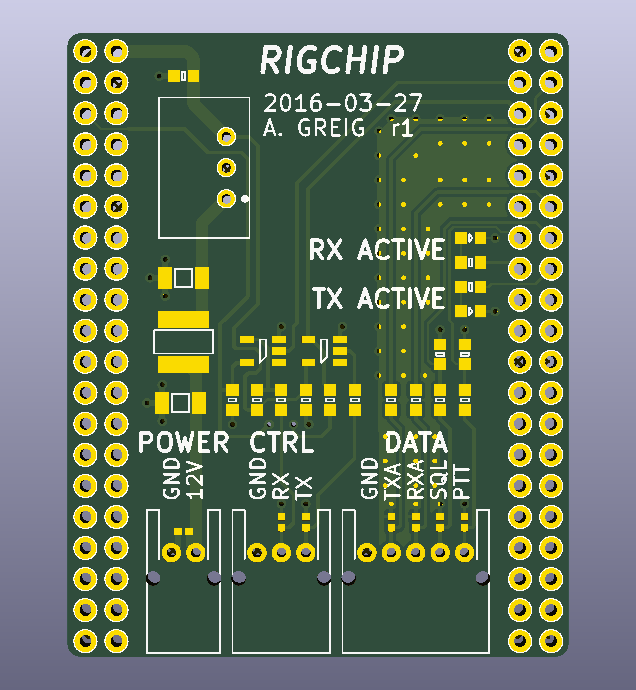 RIGCHIP
2016-03-27
A. GREIG r1
RX ACTIVE
TX ACTIVE
POWER CTRL DATA
GND
12V
GND
RX
TX
GND
TXA
RXA
SQL
PTT